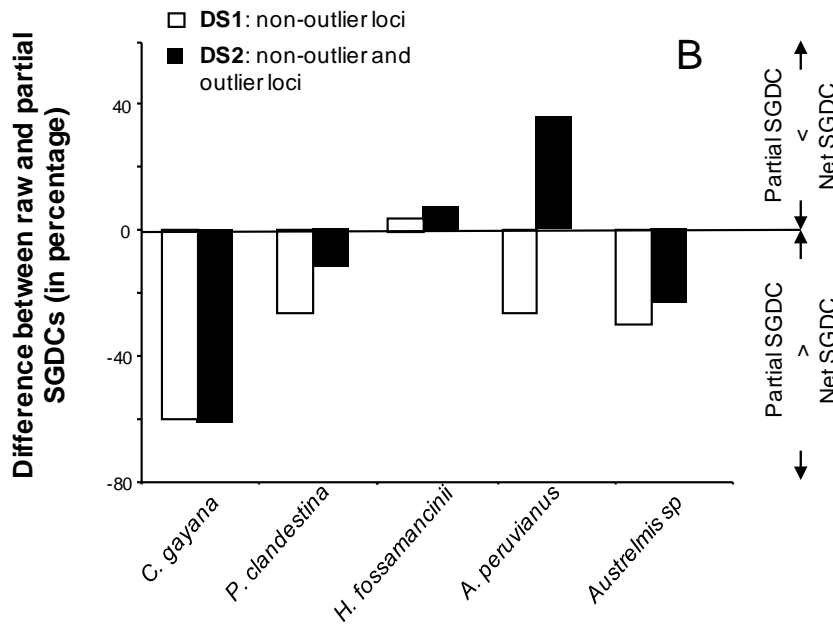 DS1: non-outlier loci
DS2: non-outlier and
outlier loci
B
Difference between raw and partial
SGDCs (in percentage)
40
0
-40
-80
C. gayana
P. clandestina
H. fossamancinii
A. peruvianus
Austrelmis sp
Partial SGDC
<
Net SGDC
Partial SGDC
>
Net SGDC